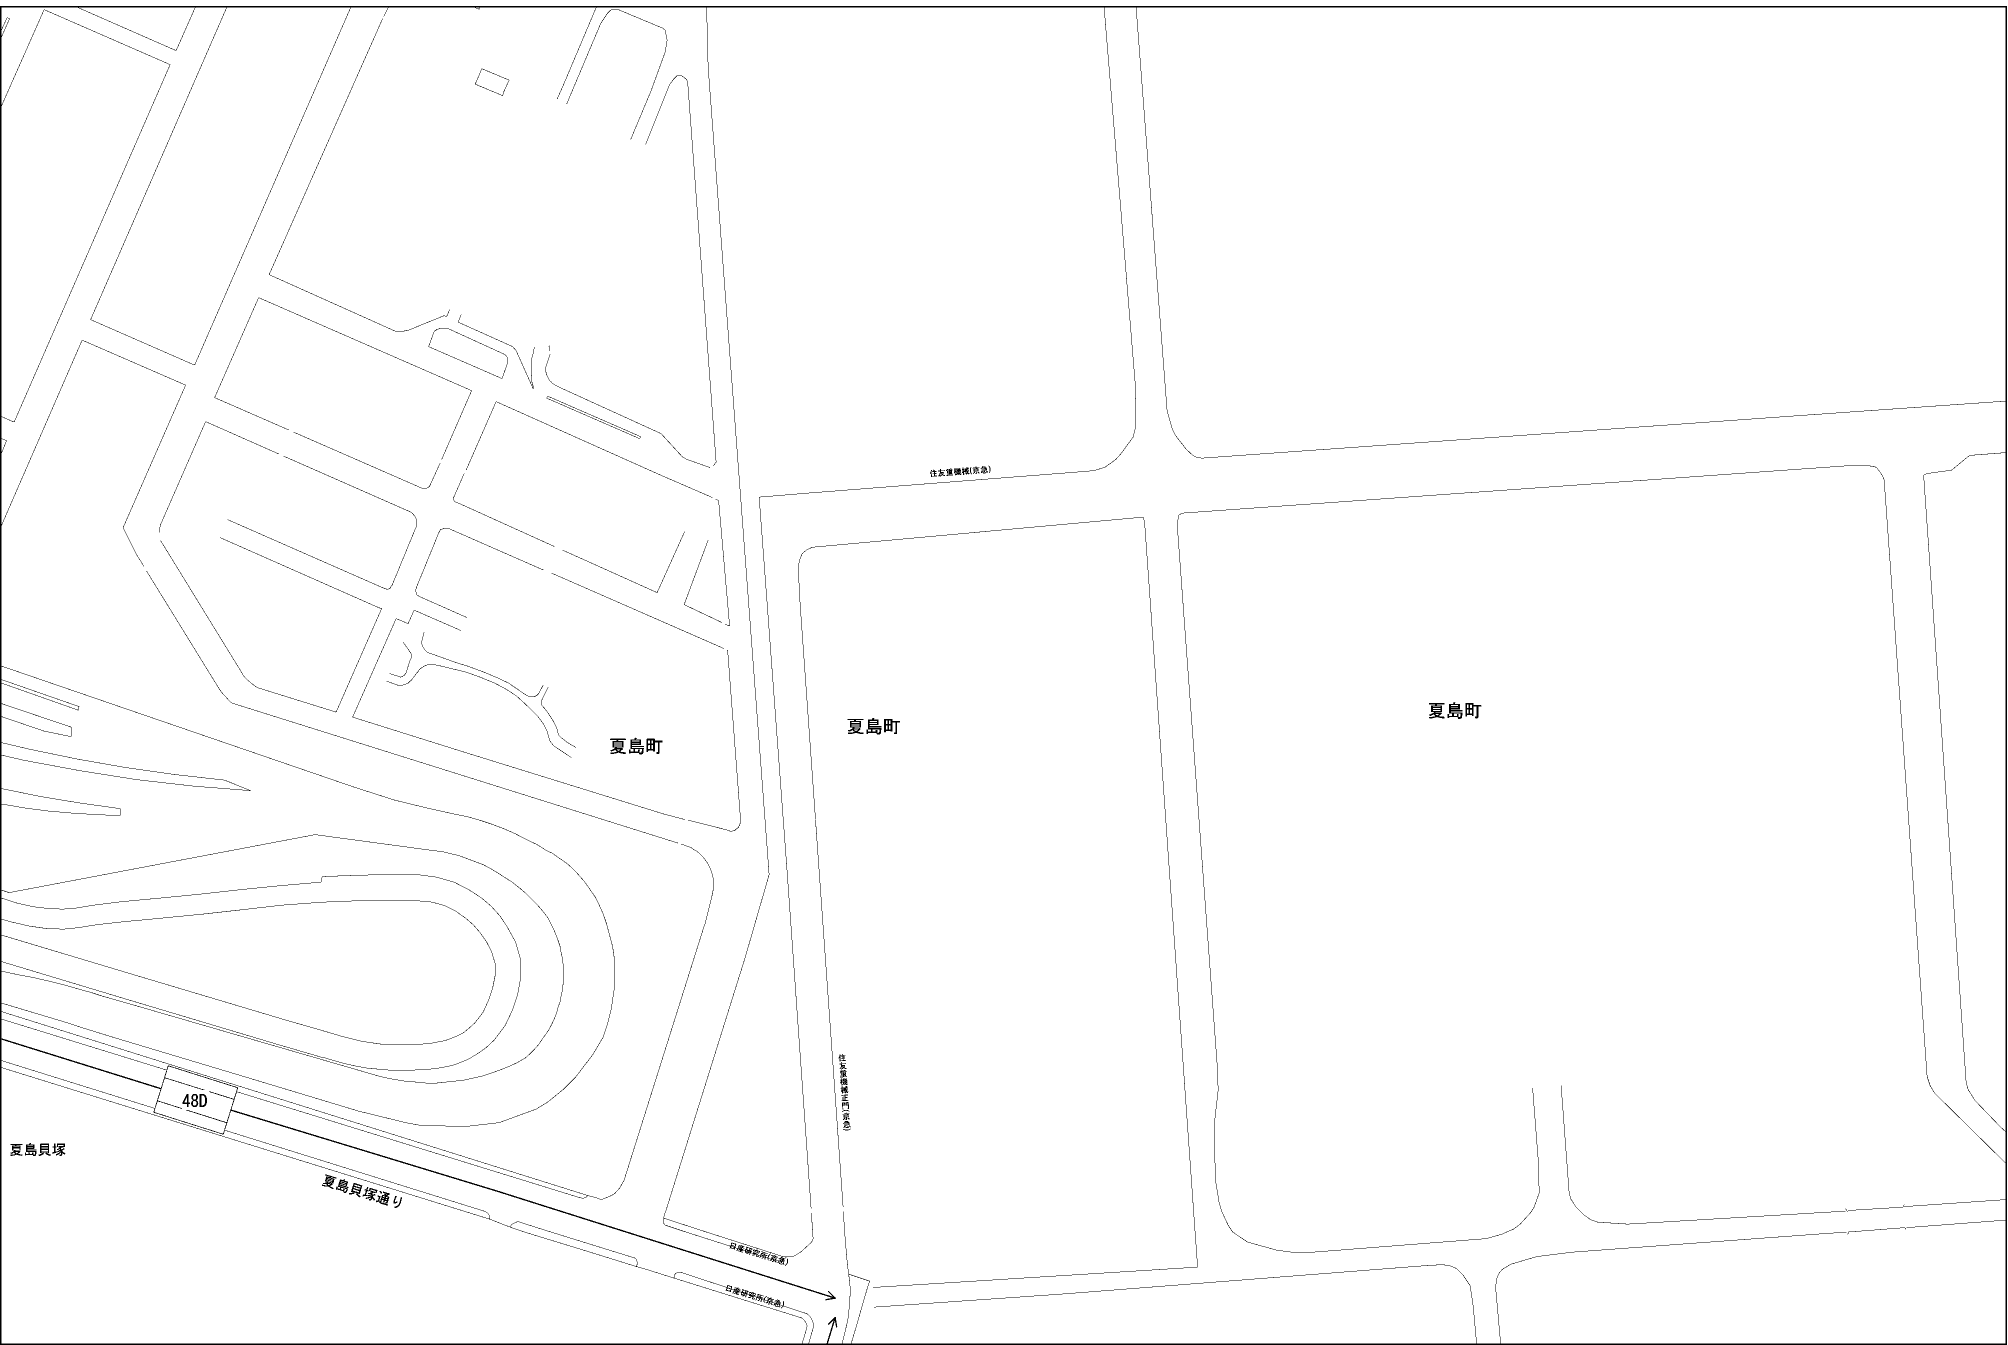 住友重機械(京急)
夏島町
夏島町
夏島町
住友重機械正門(京急)
48D
夏島貝塚
夏島貝塚通り
日産研究所(京急)
日産研究所(京急)